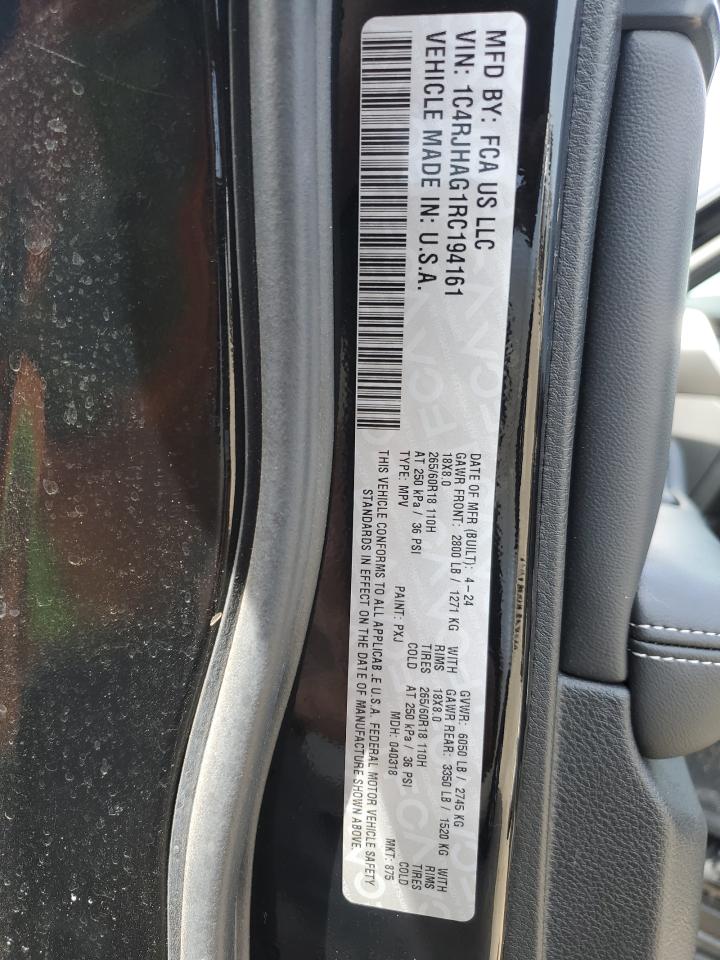 MFD BY: FCA US LLC
VIN: 1C4RJHAG1RC194161
VEHICLE MADE IN: U.S.A.
DATE OF MFR (BUILT): 4-24 GVWR: 6050 LB / 2745 KG
GAWR FRONT: 2800 LB / 1271 KG WITH GAWR REAR: 3350 LB / 1520 KG WITH
18X8.0 RIMS 18X8.0 RIMS
265/60R18 110H TIRES 265/60R18 110H TIRES
AT 250 kPa / 36 PSI COLD AT 250 kPa / 36 PSI COLD
TYPE: MPV PAINT: PXJ MDH: 040318 MKT: 875
THIS VEHICLE CONFORMS TO ALL APPLICAB.E U.S.A. FEDERAL MOTOR VEHICLE SAFETY
STANDARDS IN EFFECT ON THE DATE OF MANUFACTURE SHOWN ABOVE.